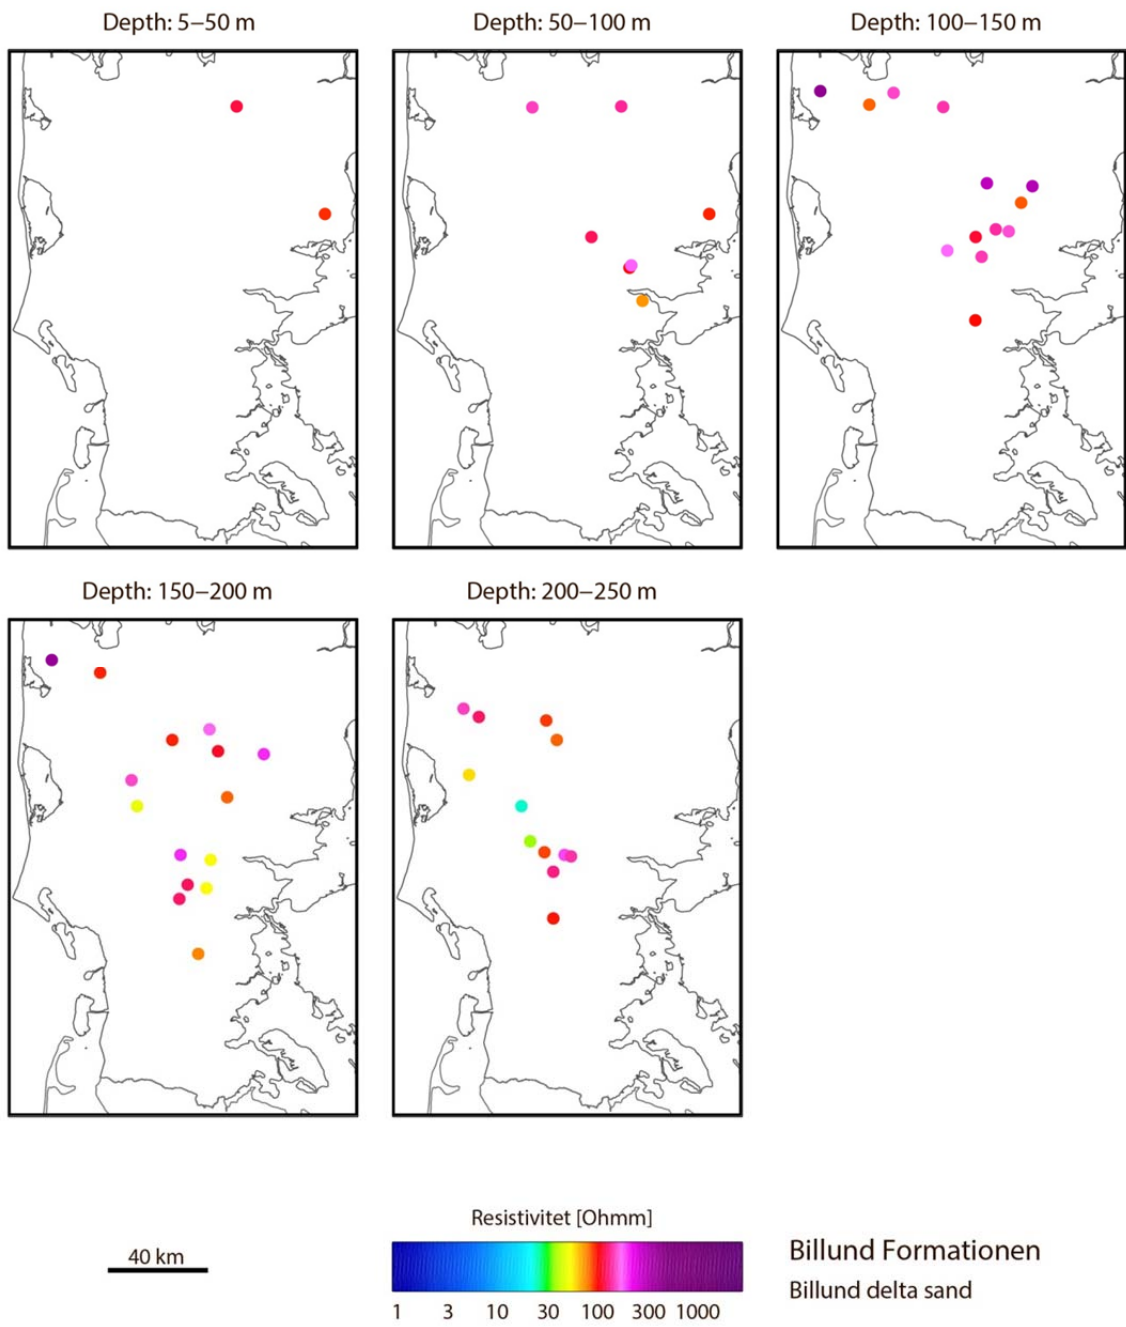 Depth: 5–50 m
Depth: 50–100 m
Depth: 100–150 m
Depth: 150–200 m
Depth: 200–250 m
40 km
Resistivitet [Ohmm]
1 3 10 30 100 300 1000
Billund Formationen
Billund delta sand